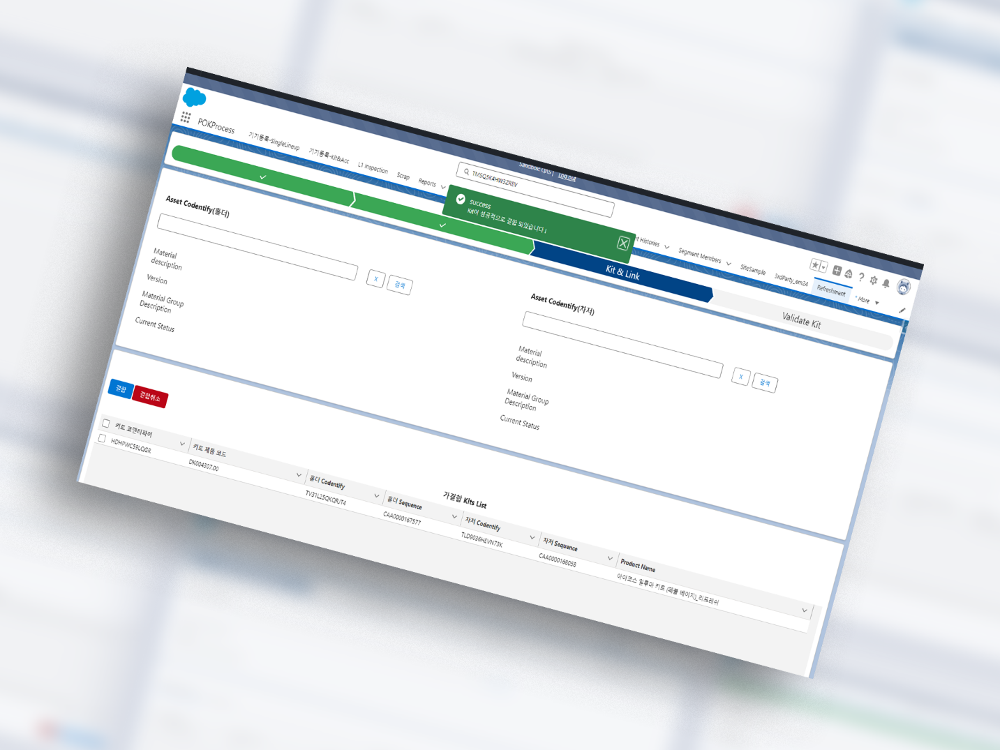 Sandbox: QAS | Log out
TMSQ5K4HW3ZREV
POKProcess
기기등록-SingleLineup
기기등록-Kit&Acc
L1 Inspection
Scrap
Reports
nt Histories
Segment Members
SiteSample
3rdParty_em24
Refreshment
* More
success
Kit이 성공적으로 결합 되었습니다!
Kit & Link
Validate Kit
Asset Codentify(홀더)
X
검색
Material description
Version
Material Group Description
Current Status
Asset Codentify(차저)
X
검색
Material description
Version
Material Group Description
Current Status
결합
결합취소
가결합 Kits List
키트 코덴티파이
키트 제품 코드
홀더 Codentify
홀더 Sequence
차저 Codentify
차저 Sequence
Product Name
HDHPWC59LQGR
DK004307.00
TV31L25QKQRJT4
CAA0000167577
TLD9036HEVN73K
CAA0000168058
아이코스 일루마 키트 (페블 베이지)_리프레쉬